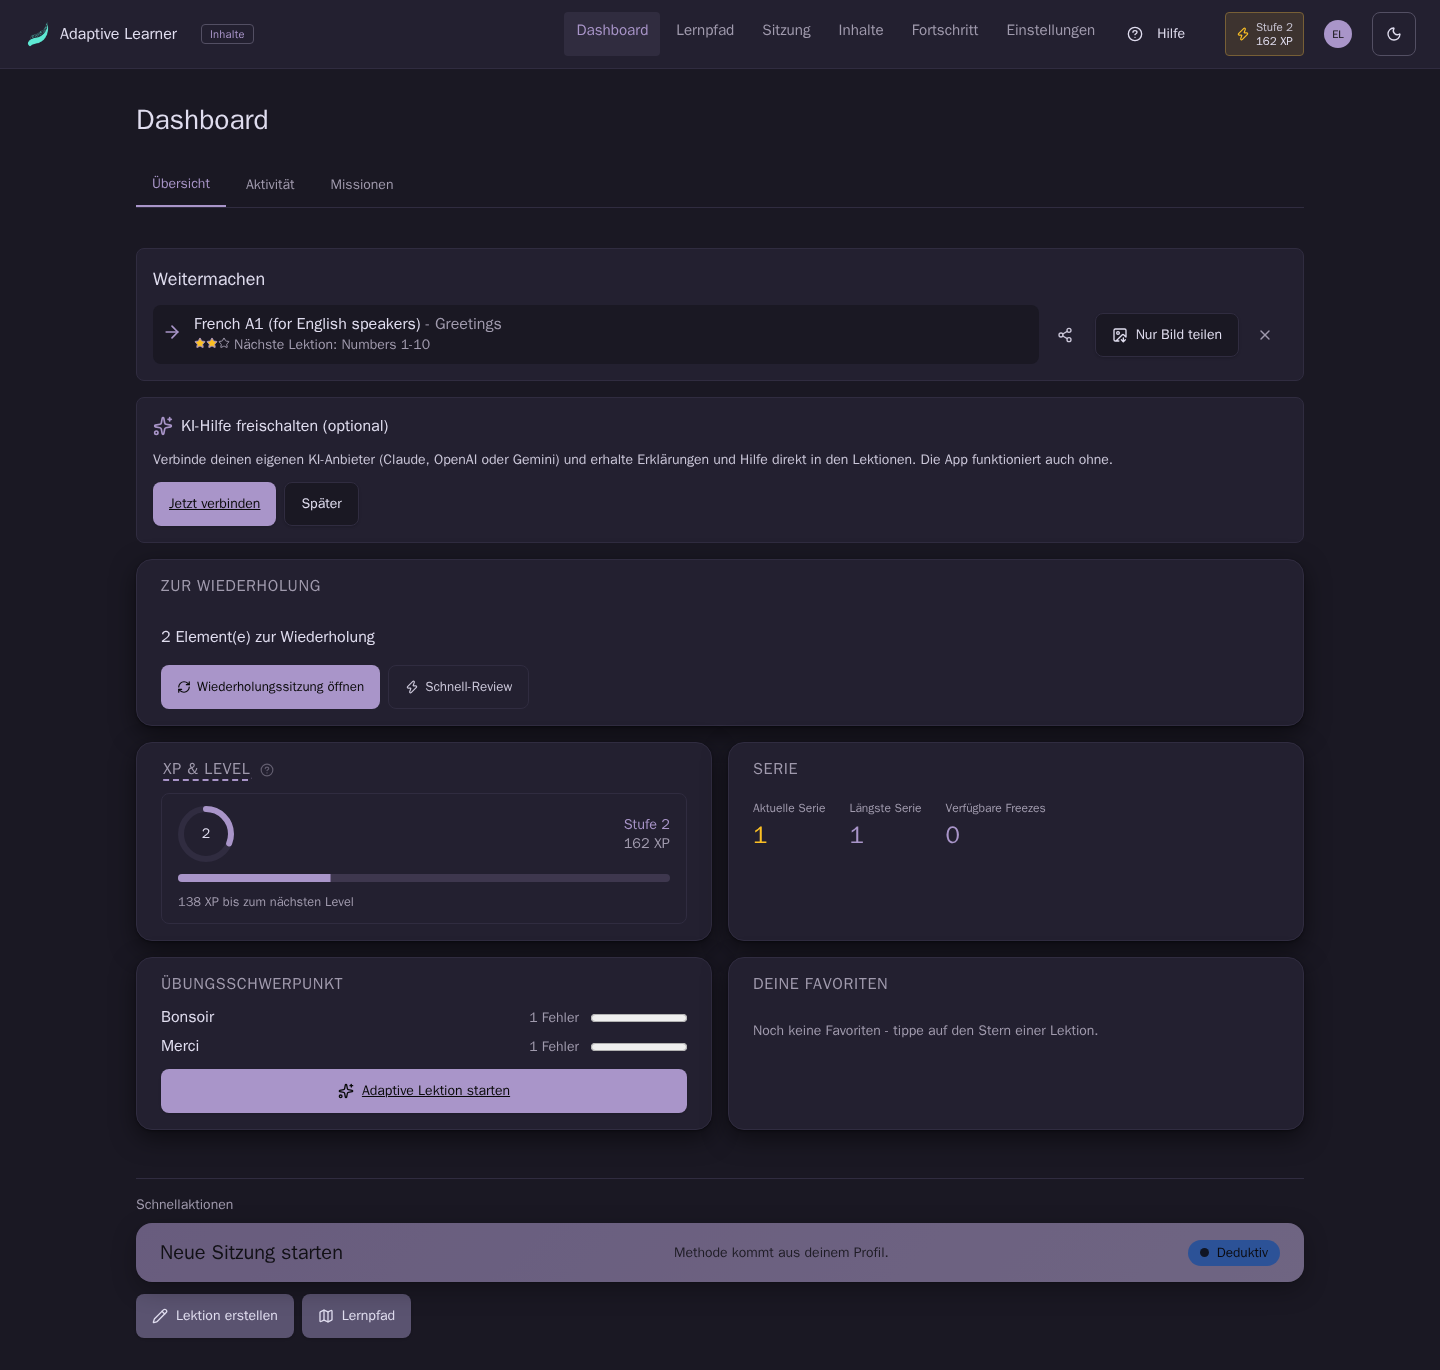 Adaptive Learner
Inhalte
Dashboard
Lernpfad
Sitzung
Inhalte
Fortschritt
Einstellungen
Hilfe
Stufe 2
162 XP
EL
Dashboard
Übersicht
Aktivität
Missionen
Weitermachen
French A1 (for English speakers) - Greetings
Nächste Lektion: Numbers 1-10
Nur Bild teilen
KI-Hilfe freischalten (optional)
Verbinde deinen eigenen KI-Anbieter (Claude, OpenAI oder Gemini) und erhalte Erklärungen und Hilfe direkt in den Lektionen. Die App funktioniert auch ohne.
Jetzt verbinden
Später
ZUR WIEDERHOLUNG
2 Element(e) zur Wiederholung
Wiederholungssitzung öffnen
Schnell-Review
XP & LEVEL
2
Stufe 2
162 XP
138 XP bis zum nächsten Level
SERIE
Aktuelle Serie
1
Längste Serie
1
Verfügbare Freezes
0
ÜBUNGSSCHWERPUNKT
Bonsoir
1 Fehler
Merci
1 Fehler
Adaptive Lektion starten
DEINE FAVORITEN
Noch keine Favoriten - tippe auf den Stern einer Lektion.
Schnellaktionen
Neue Sitzung starten
Methode kommt aus deinem Profil.
Deduktiv
Lektion erstellen
Lernpfad